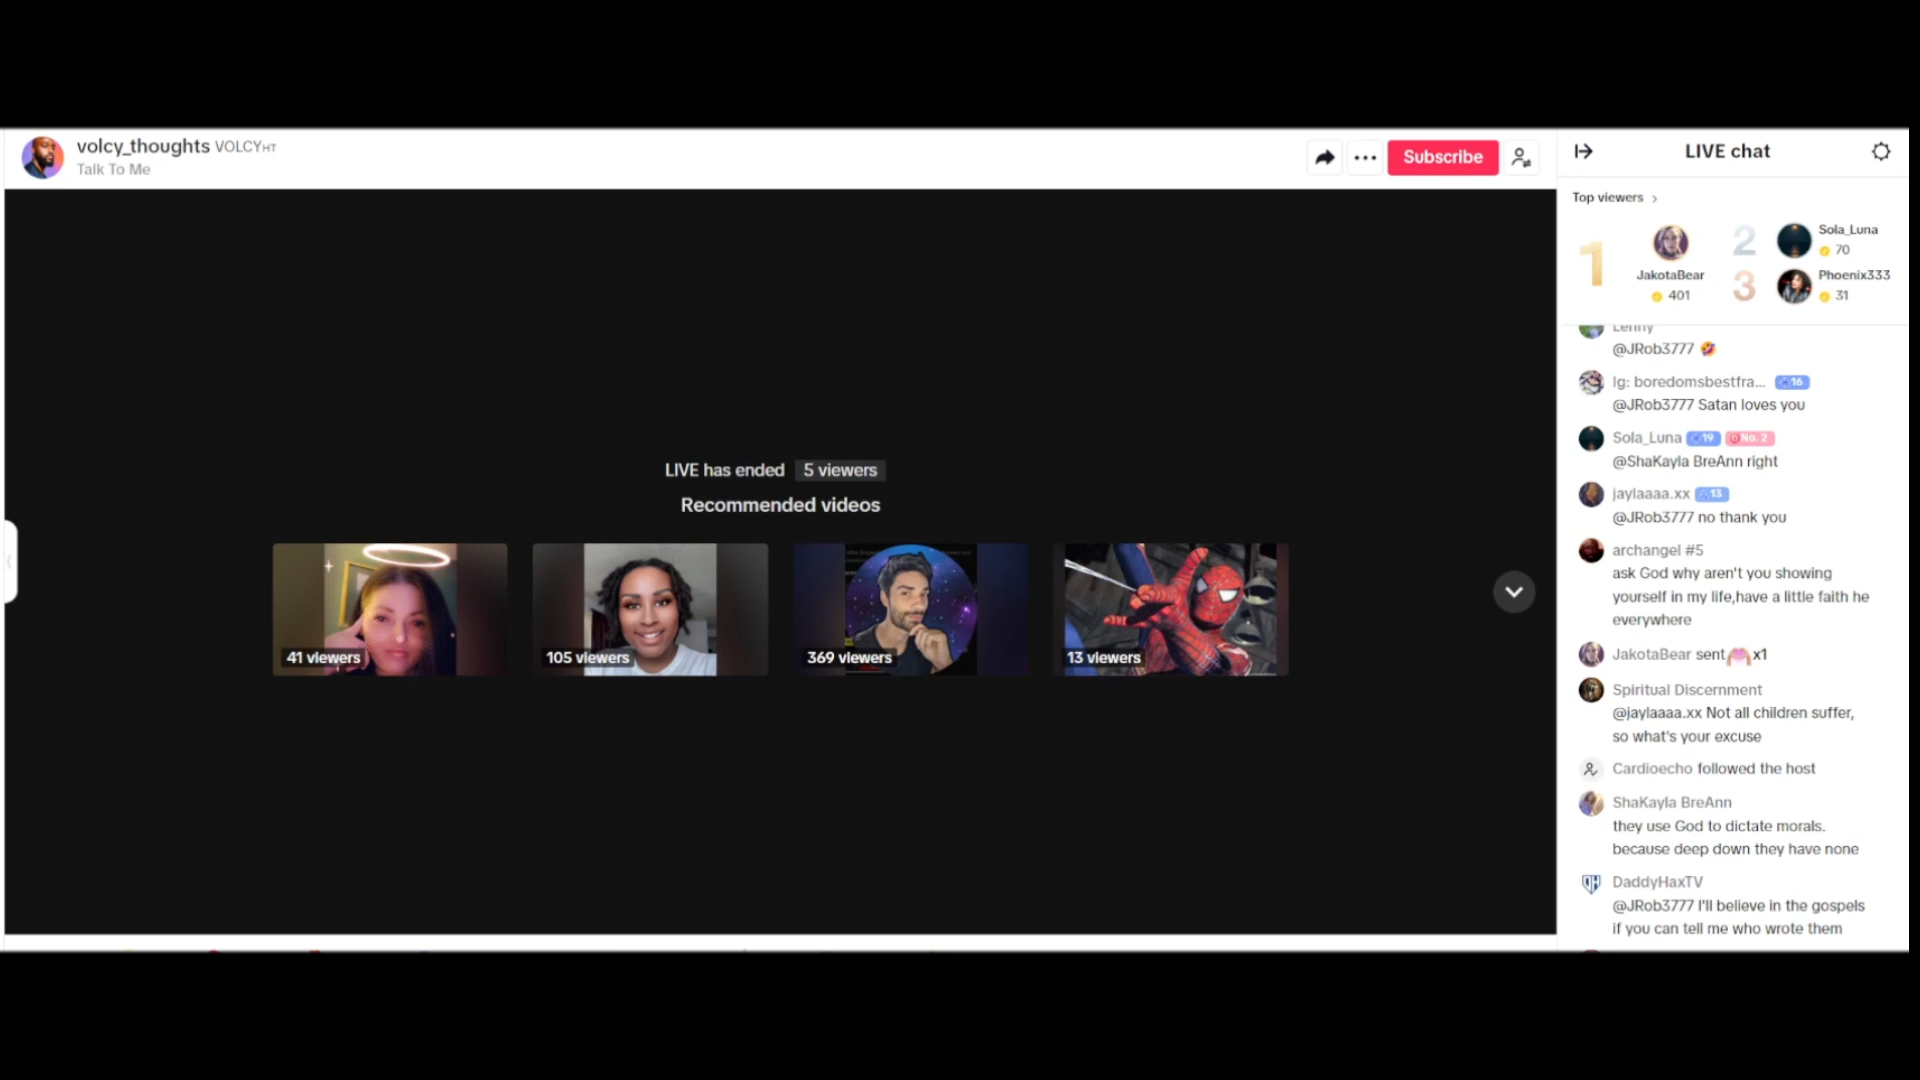 volcy_thoughts VOLCYHT
Talk To Me
Subscribe
LIVE has ended 5 viewers
Recommended videos
41 viewers
105 viewers
369 viewers
13 viewers
LIVE chat
Top viewers
1
JakotaBear
401
2
Sola_Luna
70
3
Phoenix333
31
Lenny
@JRob3777 🤣
Ig: boredomsbestfra... 16
@JRob3777 Satan loves you
Sola_Luna 19 No. 2
@ShaKayla BreAnn right
jaylaaaa.xx 13
@JRob3777 no thank you
archangel #5
ask God why aren't you showing
yourself in my life,have a little faith he
everywhere
JakotaBear sent x1
Spiritual Discernment
@jaylaaaa.xx Not all children suffer,
so what's your excuse
Cardioecho followed the host
ShaKayla BreAnn
they use God to dictate morals.
because deep down they have none
DaddyHaxTV
@JRob3777 I'll believe in the gospels
if you can tell me who wrote them